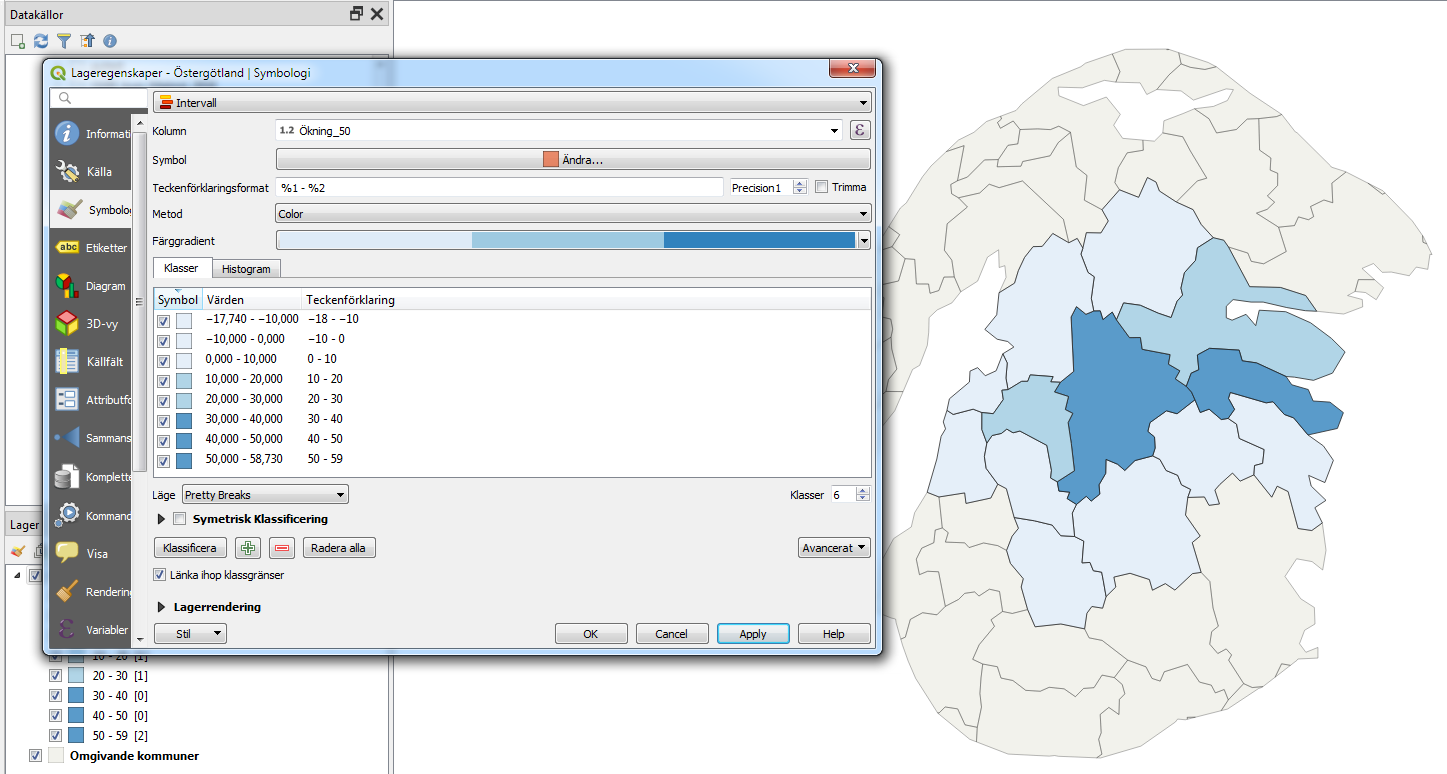 Datakällor
Lageregenskaper - Östergötland | Symbologi
Intervall
Kolumn 1.2 Ökning_50 ε
Symbol Ändra...
Teckenförklaringsformat %1 - %2 Precision1 Trimma
Metod Color
Färggradient
Klasser Histogram
Symbol Värden Teckenförklaring
−17,740 - −10,000 −18 - −10
−10,000 - 0,000 −10 - 0
0,000 - 10,000 0 - 10
10,000 - 20,000 10 - 20
20,000 - 30,000 20 - 30
30,000 - 40,000 30 - 40
40,000 - 50,000 40 - 50
50,000 - 58,730 50 - 59
Läge Pretty Breaks Klasser 6
Symetrisk Klassificering
Klassificera Radera alla Avancerat
Länka ihop klassgränser
Lagerrendering
Stil OK Cancel Apply Help
Informati
Källa
Symbolog
abc Etiketter
Diagram
3D-vy
Källfält
Attributfo
Sammans
Komplette
Kommand
Visa
Rendering
ε Variabler
Lager
10 - 20 [1]
20 - 30 [1]
30 - 40 [0]
40 - 50 [0]
50 - 59 [2]
Omgivande kommuner